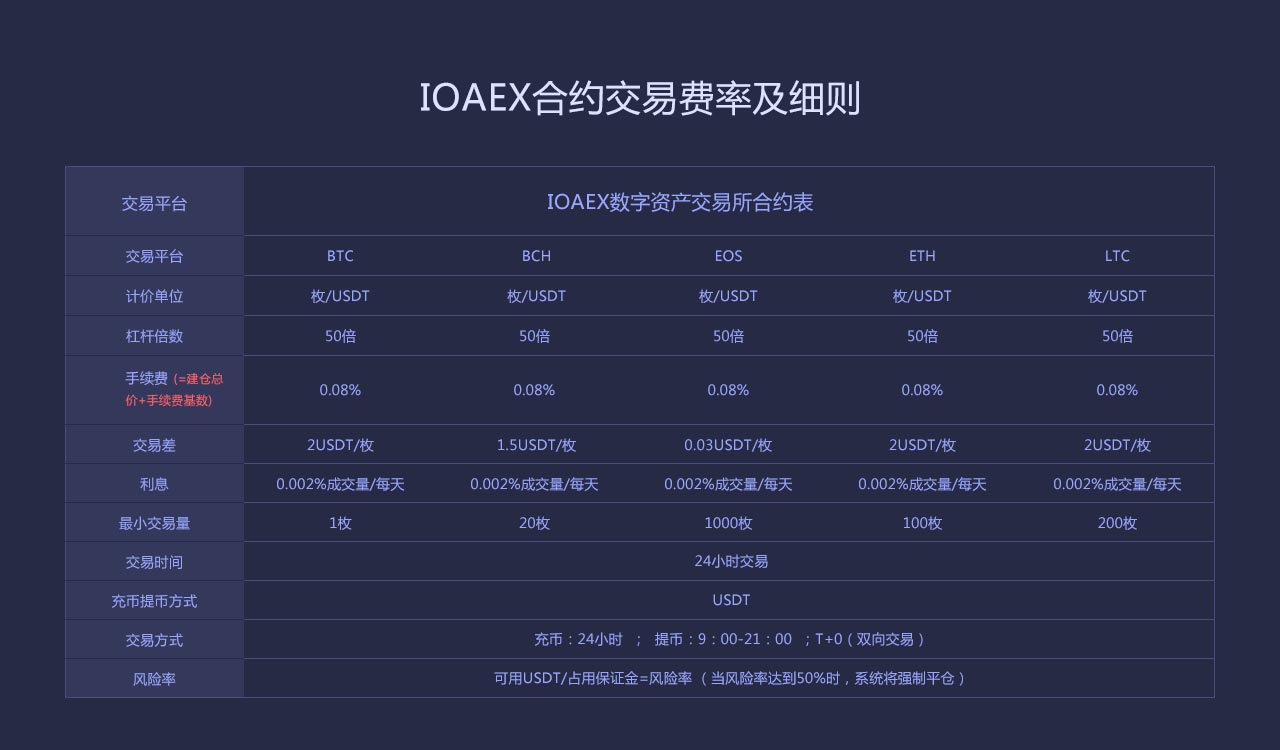 IOAEX合约交易费率及细则
交易平台 IOAEX数字资产交易所合约表
交易平台 BTC BCH EOS ETH LTC
计价单位 枚/USDT 枚/USDT 枚/USDT 枚/USDT 枚/USDT
杠杆倍数 50倍 50倍 50倍 50倍 50倍
手续费 (=建仓总
价+手续费基数) 0.08% 0.08% 0.08% 0.08% 0.08%
交易差 2USDT/枚 1.5USDT/枚 0.03USDT/枚 2USDT/枚 2USDT/枚
利息 0.002%成交量/每天 0.002%成交量/每天 0.002%成交量/每天 0.002%成交量/每天 0.002%成交量/每天
最小交易量 1枚 20枚 1000枚 100枚 200枚
交易时间 24小时交易
充币提币方式 USDT
交易方式 充币：24小时 ； 提币：9：00-21：00 ；T+0（双向交易）
风险率 可用USDT/占用保证金=风险率 （当风险率达到50%时，系统将强制平仓）